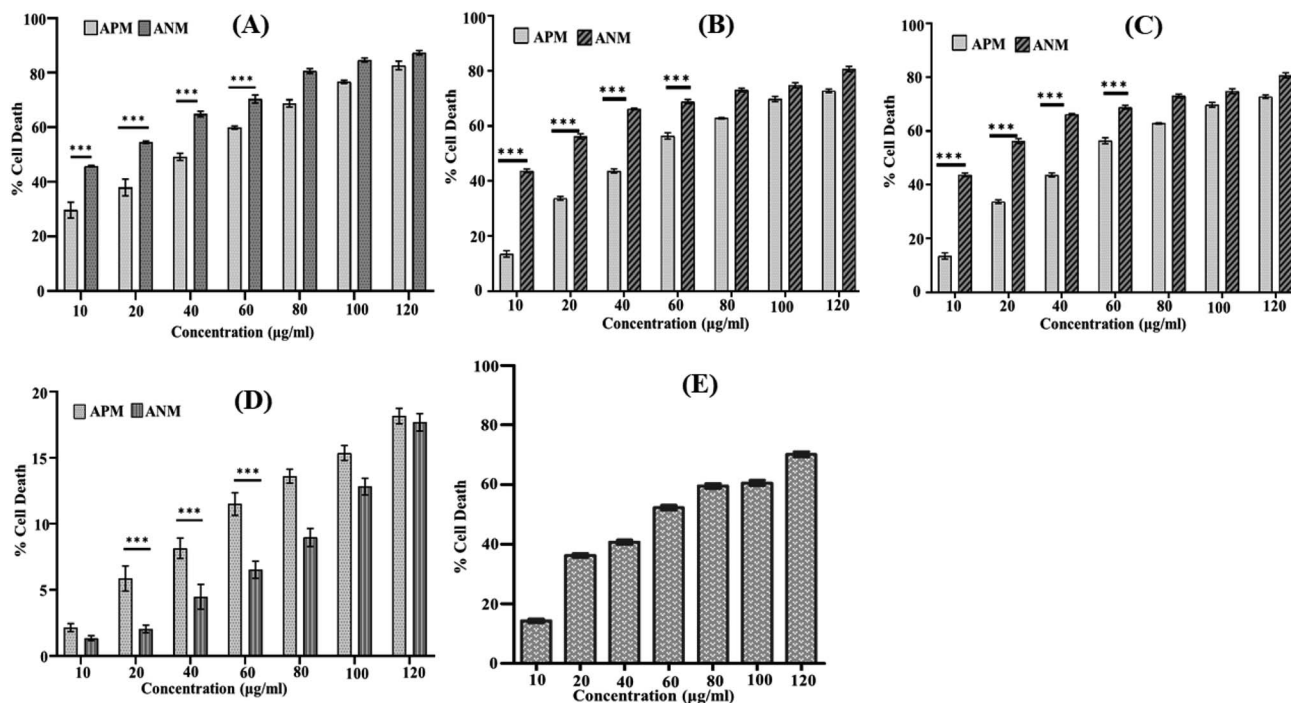 (A)
APM ANM
% Cell Death
100
80
60
40
20
0
*** *** *** ***
10 20 40 60 80 100 120
Concentration (µg/ml)
(B)
APM ANM
% Cell Death
100
80
60
40
20
0
*** *** *** ***
10 20 40 60 80 100 120
Concentration (µg/ml)
(C)
APM ANM
% Cell Death
100
80
60
40
20
0
*** *** *** ***
10 20 40 60 80 100 120
Concentration (µg/ml)
(D)
APM ANM
% Cell Death
20
15
10
5
0
*** *** ***
10 20 40 60 80 100 120
Concentration (µg/ml)
(E)
% Cell Death
100
80
60
40
20
0
10 20 40 60 80 100 120
Concentration (µg/ml)